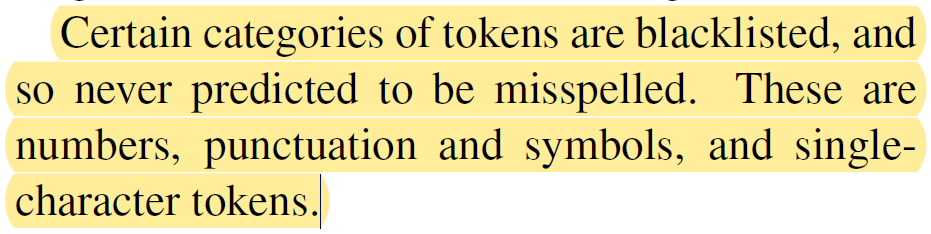 Certain categories of tokens are blacklisted, and
so never predicted to be misspelled. These are
numbers, punctuation and symbols, and single-
character tokens.